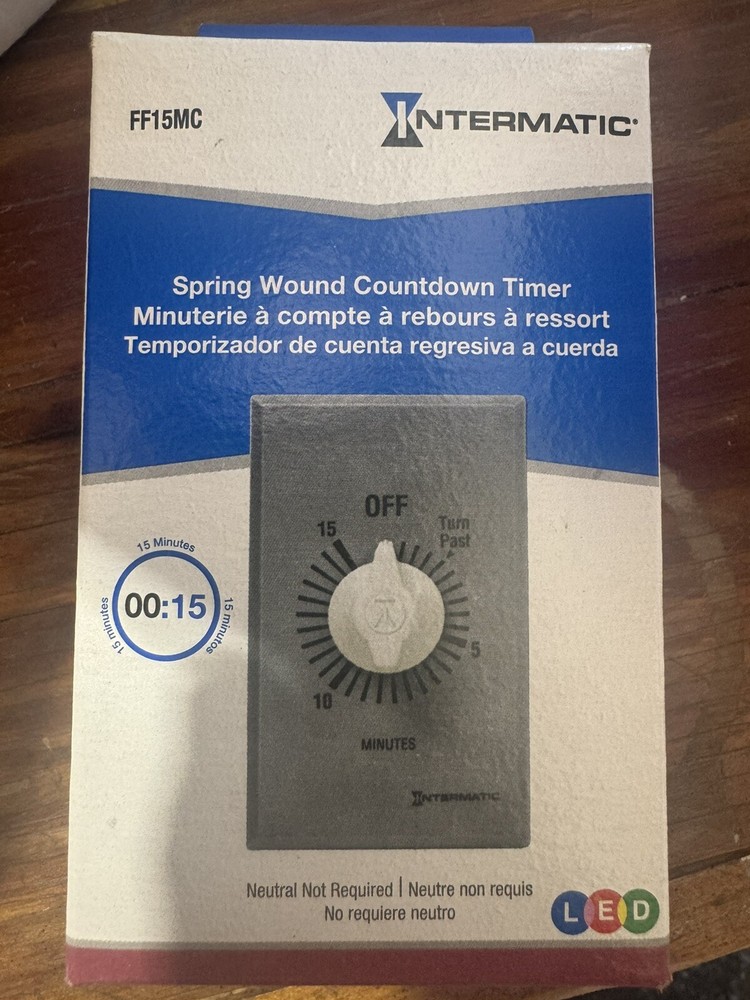 FF15MC
INTERMATIC
Spring Wound Countdown Timer
Minuterie à compte à rebours à ressort
Temporizador de cuenta regresiva a cuerda
OFF
15
Turn
Past
5
10
MINUTES
INTERMATIC
15 Minutes
15 minutes
00:15
15 minutos
Neutral Not Required | Neutre non requis
No requiere neutro
LED